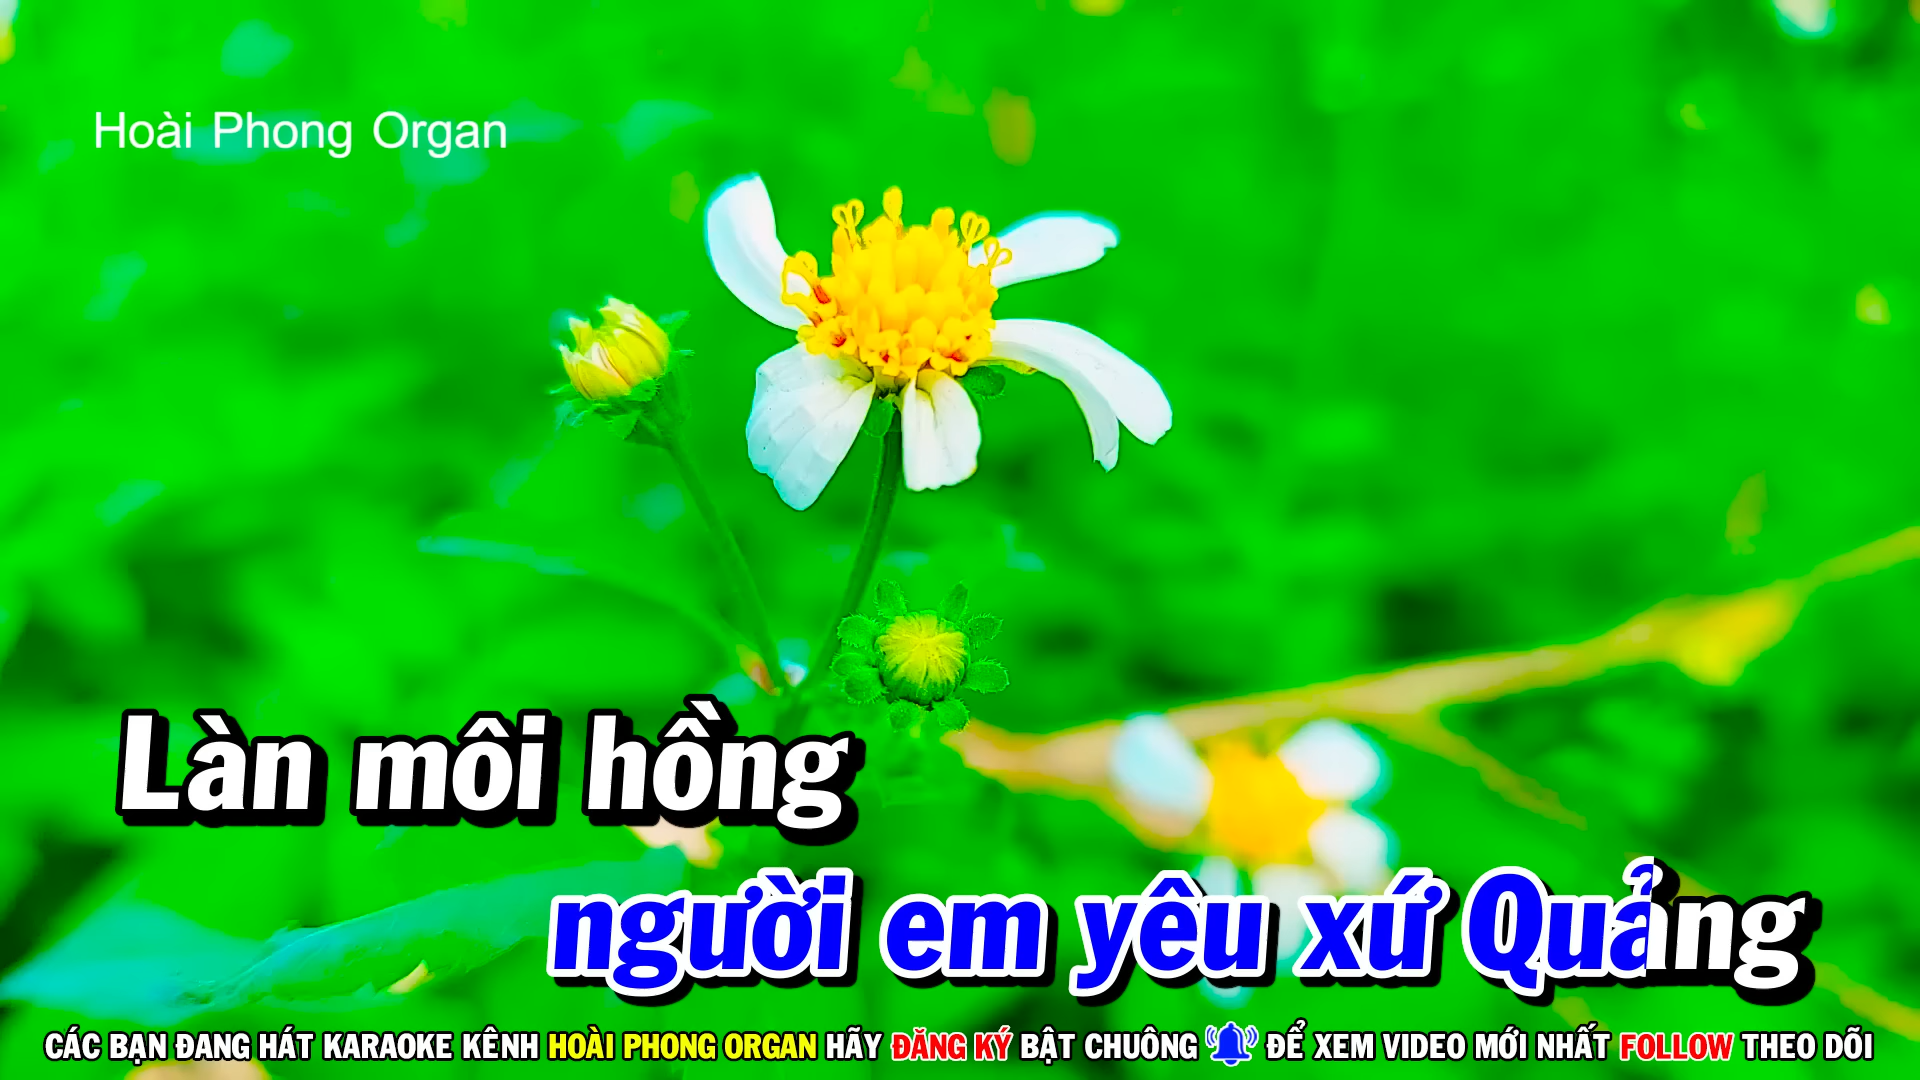 Hoài Phong Organ
Làn môi hồng
người em yêu xứ Quảng
CÁC BẠN ĐANG HÁT KARAOKE KÊNH HOÀI PHONG ORGAN HÃY ĐĂNG KÝ BẬT CHUÔNG ĐỂ XEM VIDEO MỚI NHẤT FOLLOW THEO DÕI